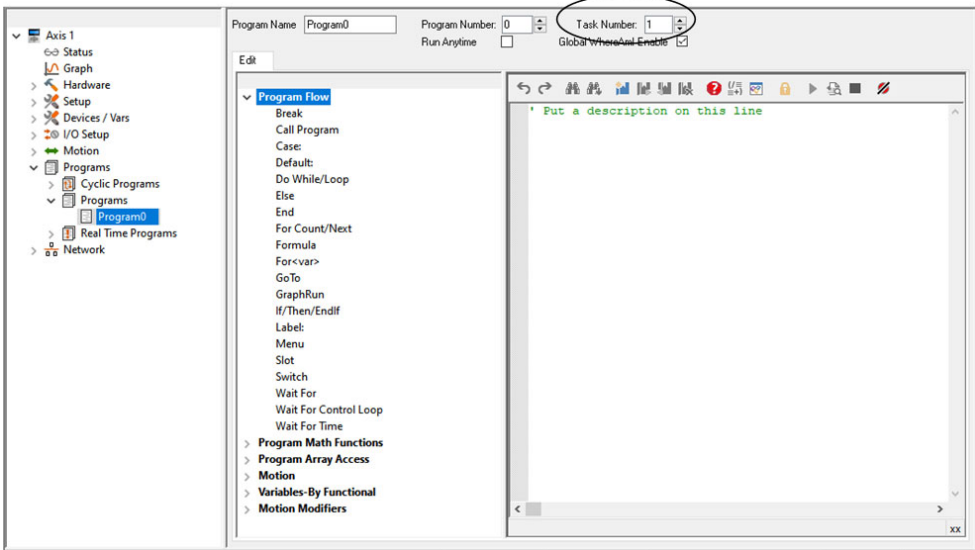 Program Name Program0 Program Number: 0 Task Number: 1
Run Anytime Global WhereAmI Enable
Edit
Axis 1
Status
Graph
Hardware
Setup
Devices / Vars
I/O Setup
Motion
Programs
Cyclic Programs
Programs
Program0
Real Time Programs
Network
Program Flow
Break
Call Program
Case:
Default:
Do While/Loop
Else
End
For Count/Next
Formula
For<var>
GoTo
GraphRun
If/Then/EndIf
Label:
Menu
Slot
Switch
Wait For
Wait For Control Loop
Wait For Time
Program Math Functions
Program Array Access
Motion
Variables-By Functional
Motion Modifiers
' Put a description on this line
xx